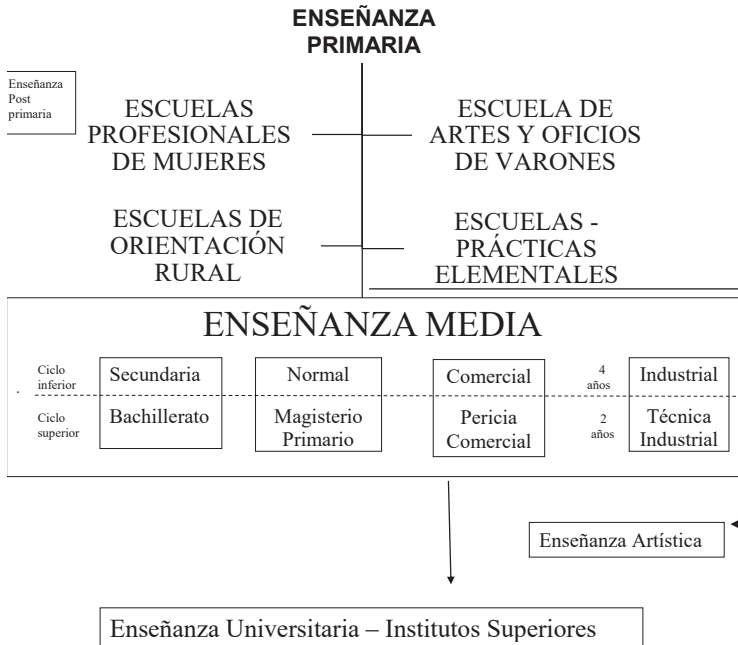 ENSEÑANZA
PRIMARIA
Enseñanza
Post
primaria
ESCUELAS
PROFESIONALES
DE MUJERES
ESCUELA DE
ARTES Y OFICIOS
DE VARONES
ESCUELAS DE
ORIENTACIÓN
RURAL
ESCUELAS -
PRÁCTICAS
ELEMENTALES
ENSEÑANZA MEDIA
.
Ciclo
inferior
Secundaria
Normal
Comercial
4
años
Industrial
Ciclo
superior
Bachillerato
Magisterio
Primario
Pericia
Comercial
2
años
Técnica
Industrial
Enseñanza Artística
Enseñanza Universitaria – Institutos Superiores